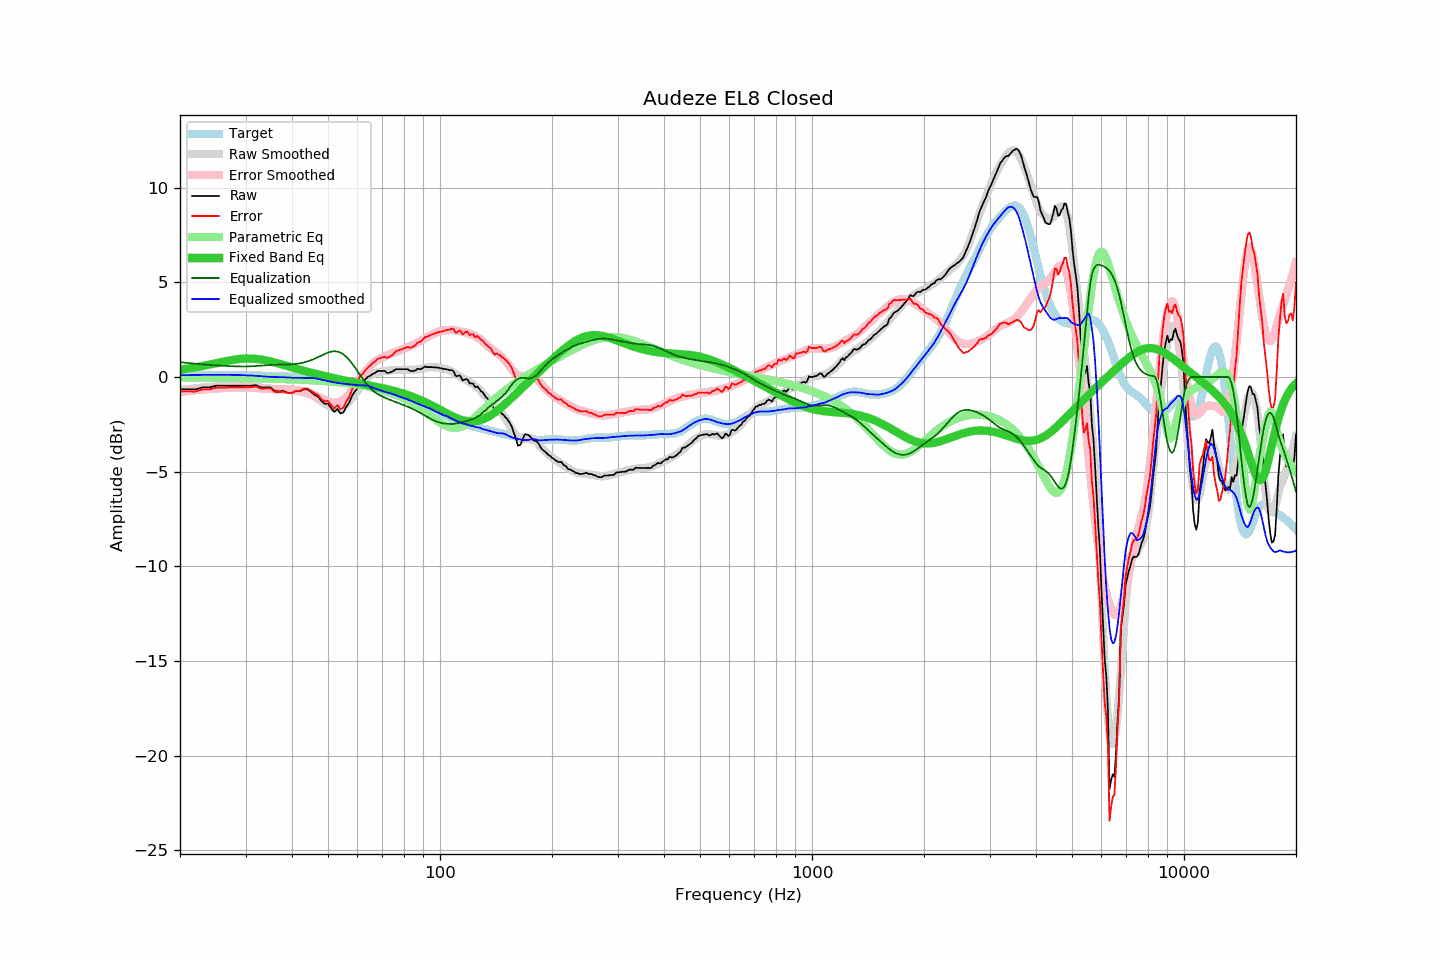 Audeze EL8 Closed
Target
Raw Smoothed
Error Smoothed
Raw
Error
Parametric Eq
Fixed Band Eq
Equalization
Equalized smoothed
10
5
0
−5
−10
−15
−20
−25
Amplitude (dBr)
100
1000
10000
Frequency (Hz)